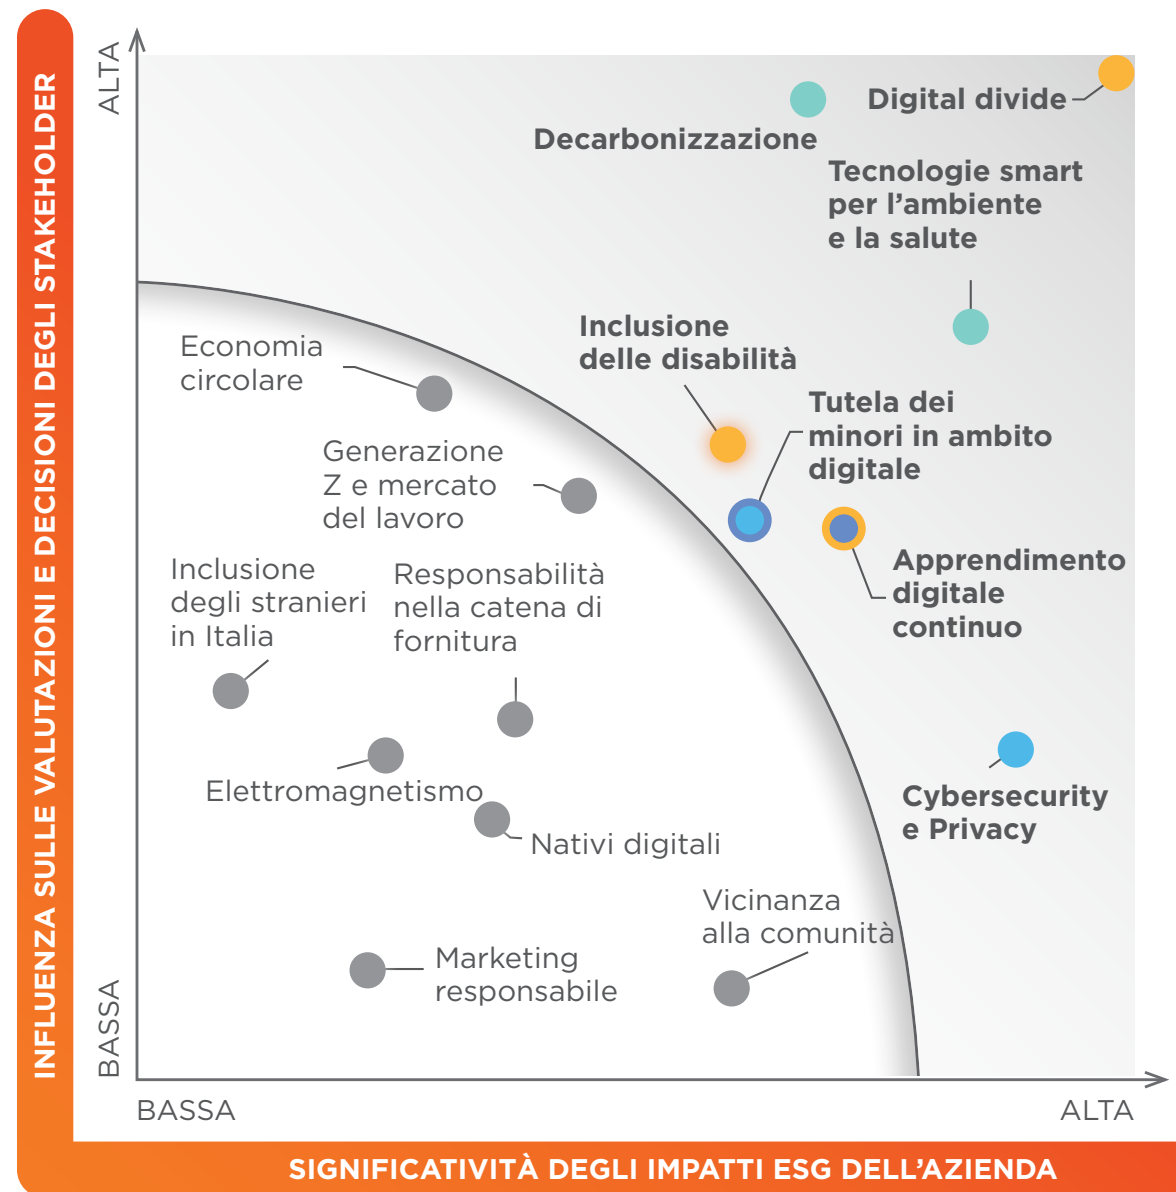 INFLUENZA SULLE VALUTAZIONI E DECISIONI DEGLI STAKEHOLDER
ALTA
Digital divide
Decarbonizzazione
Tecnologie smart
per l’ambiente
e la salute
Inclusione
delle disabilità
Economia
circolare
Tutela dei
minori in ambito
digitale
Generazione
Z e mercato
del lavoro
Apprendimento
digitale
continuo
Inclusione
degli stranieri
in Italia
Responsabilità
nella catena di
fornitura
Elettromagnetismo
Cybersecurity
e Privacy
Nativi digitali
Vicinanza
alla comunità
Marketing
responsabile
BASSA
BASSA
ALTA
SIGNIFICATIVITÀ DEGLI IMPATTI ESG DELL’AZIENDA